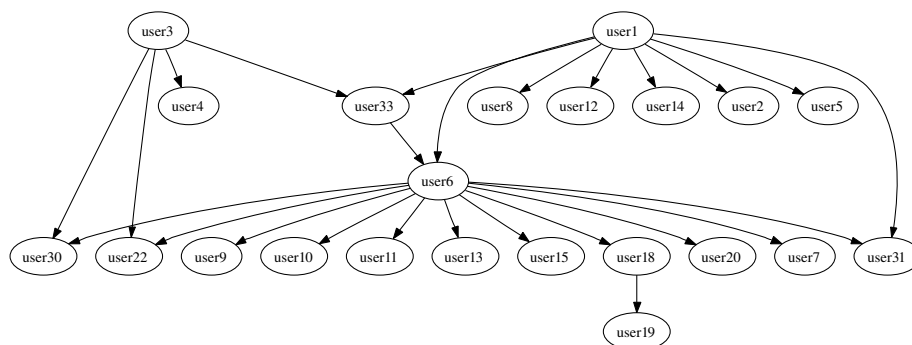 user3
user1
user4
user33
user8
user12
user14
user2
user5
user6
user30
user22
user9
user10
user11
user13
user15
user18
user20
user7
user31
user19